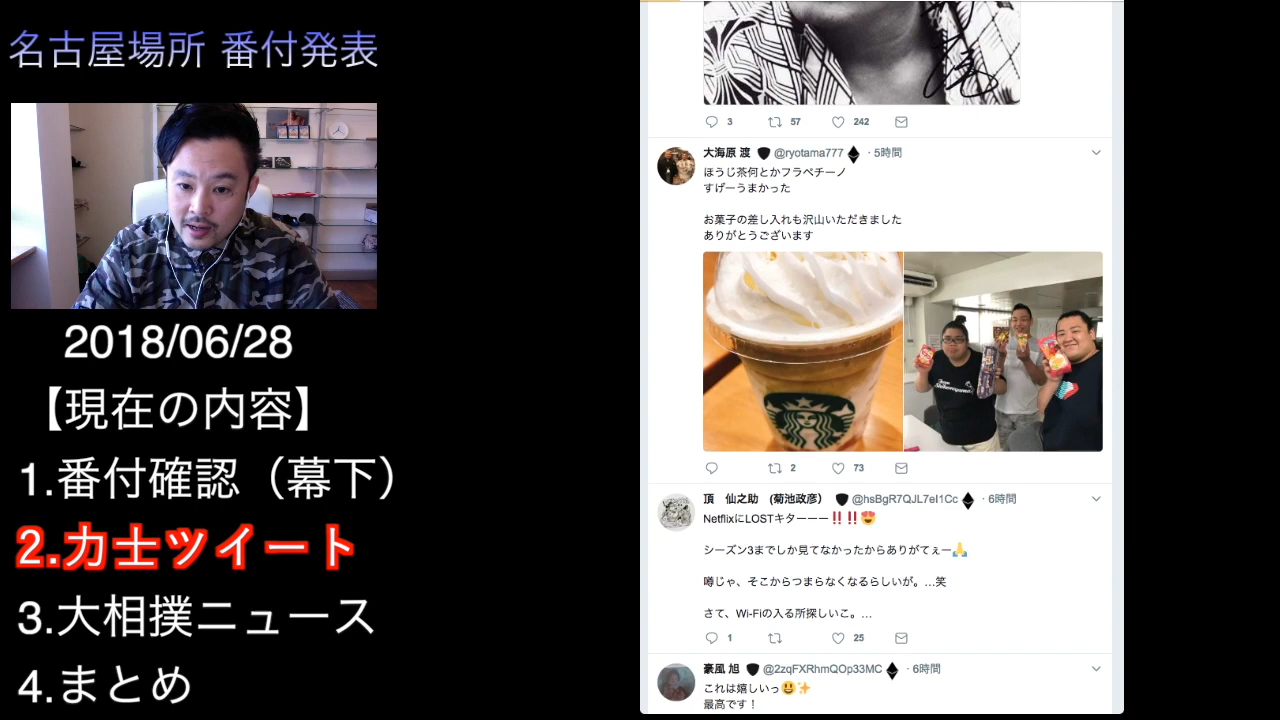 名古屋場所 番付発表
2018/06/28
【現在の内容】
1.番付確認（幕下）
2.力士ツイート
3.大相撲ニュース
4.まとめ
3 57 242
大海原 渡 @ryotama777 ・5時間
ほうじ茶何とかフラペチーノ
すげーうまかった
お菓子の差し入れも沢山いただきました
ありがとうございます
2 73
頂 仙之助 (菊池政彦） @hsBgR7QJL7eI1Cc ・6時間
NetflixにLOSTキターーー‼️‼️😍
シーズン3までしか見てなかったからありがてぇー🙏
噂じゃ、そこからつまらなくなるらしいが。…笑
さて、Wi-Fiの入る所探しいこ。…
1 25
豪風 旭 @2zqFXRhmQOp33MC ・6時間
これは嬉しいっ😃✨
最高です！